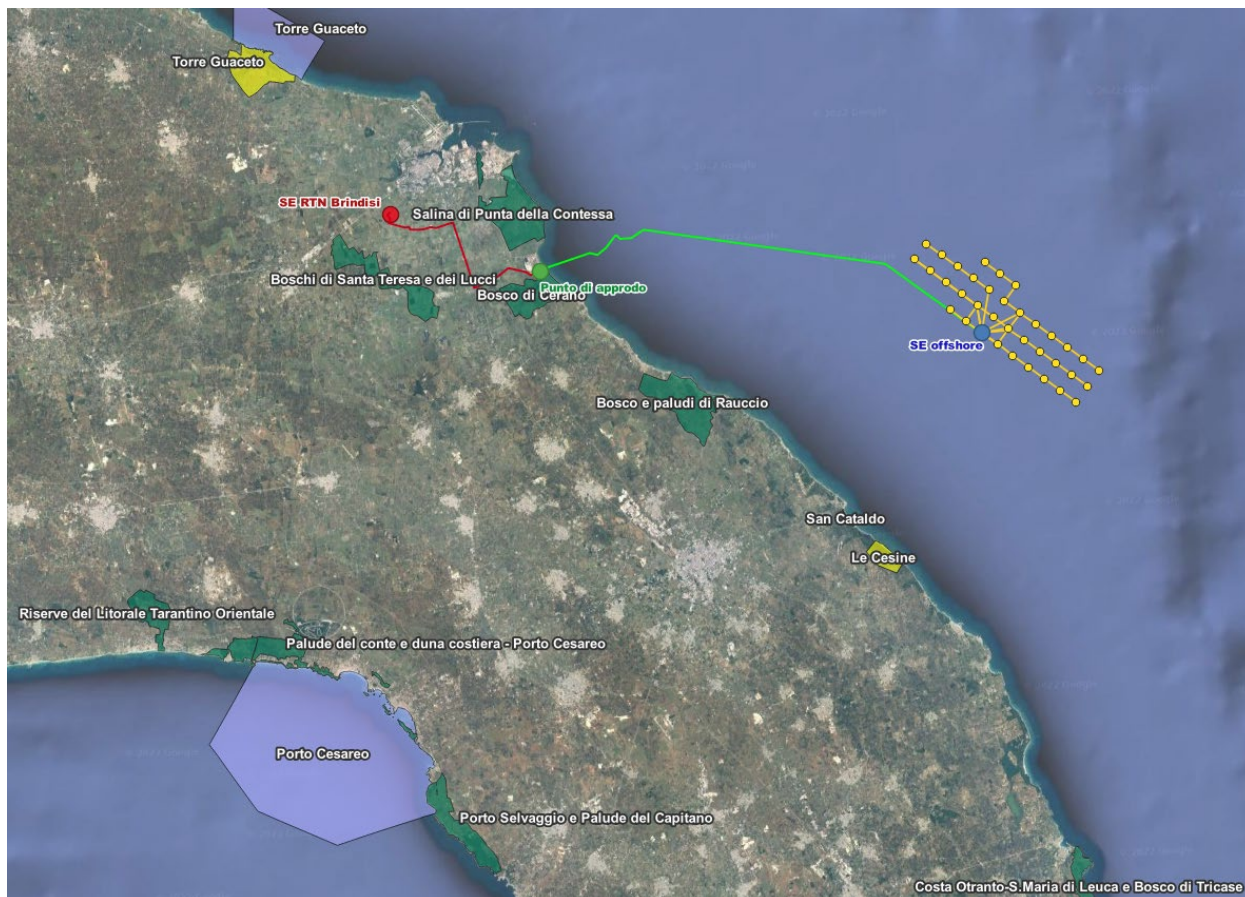 Torre Guaceto
Torre Guaceto
SE RTN Brindisi
Salina di Punta della Contessa
Boschi di Santa Teresa e dei Lucci
Punto di approdo
Bosco di Cerano
SE offshore
Bosco e paludi di Rauccio
San Cataldo
Le Cesine
Riserve del Litorale Tarantino Orientale
Palude del conte e duna costiera - Porto Cesareo
Porto Cesareo
Porto Selvaggio e Palude del Capitano
Costa Otranto-S.Maria di Leuca e Bosco di Tricase